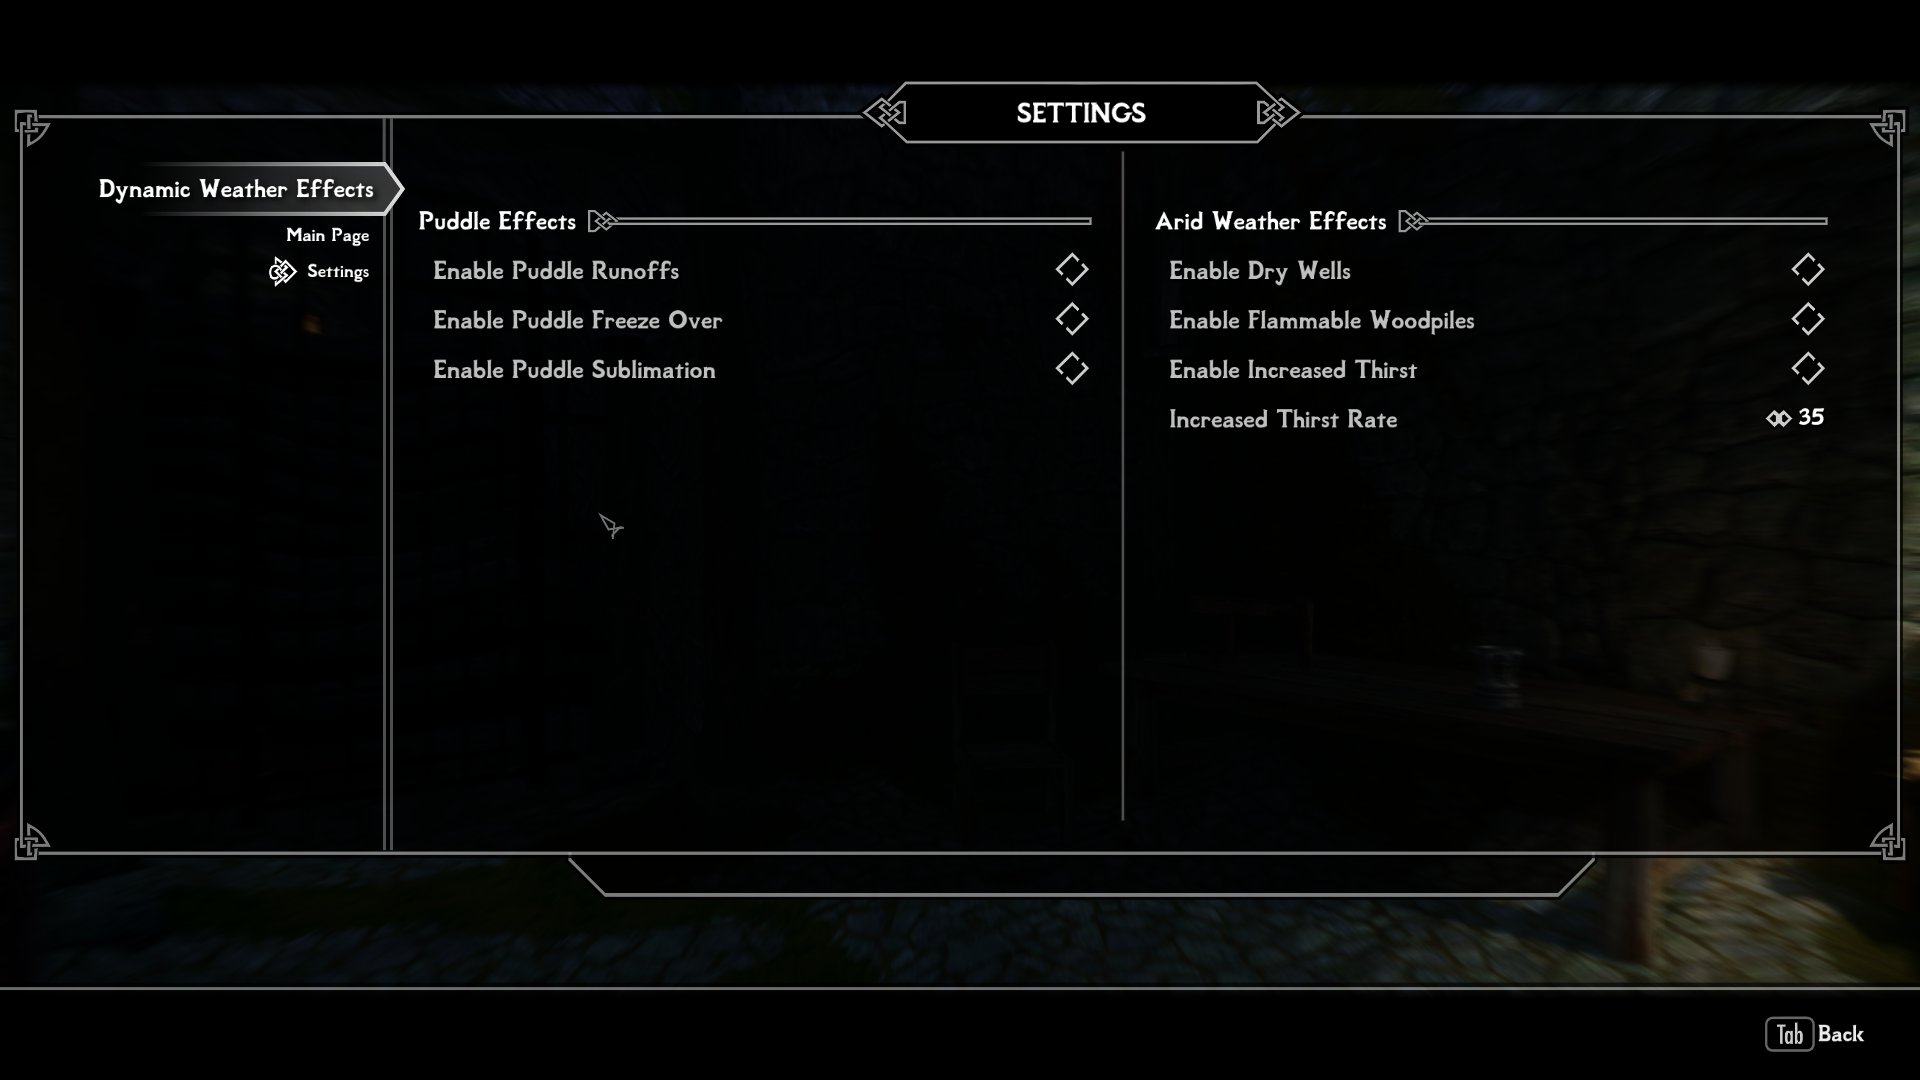 SETTINGS
Dynamic Weather Effects
Main Page
Settings
Puddle Effects
Enable Puddle Runoffs
Enable Puddle Freeze Over
Enable Puddle Sublimation
Arid Weather Effects
Enable Dry Wells
Enable Flammable Woodpiles
Enable Increased Thirst
Increased Thirst Rate 35
Tab Back